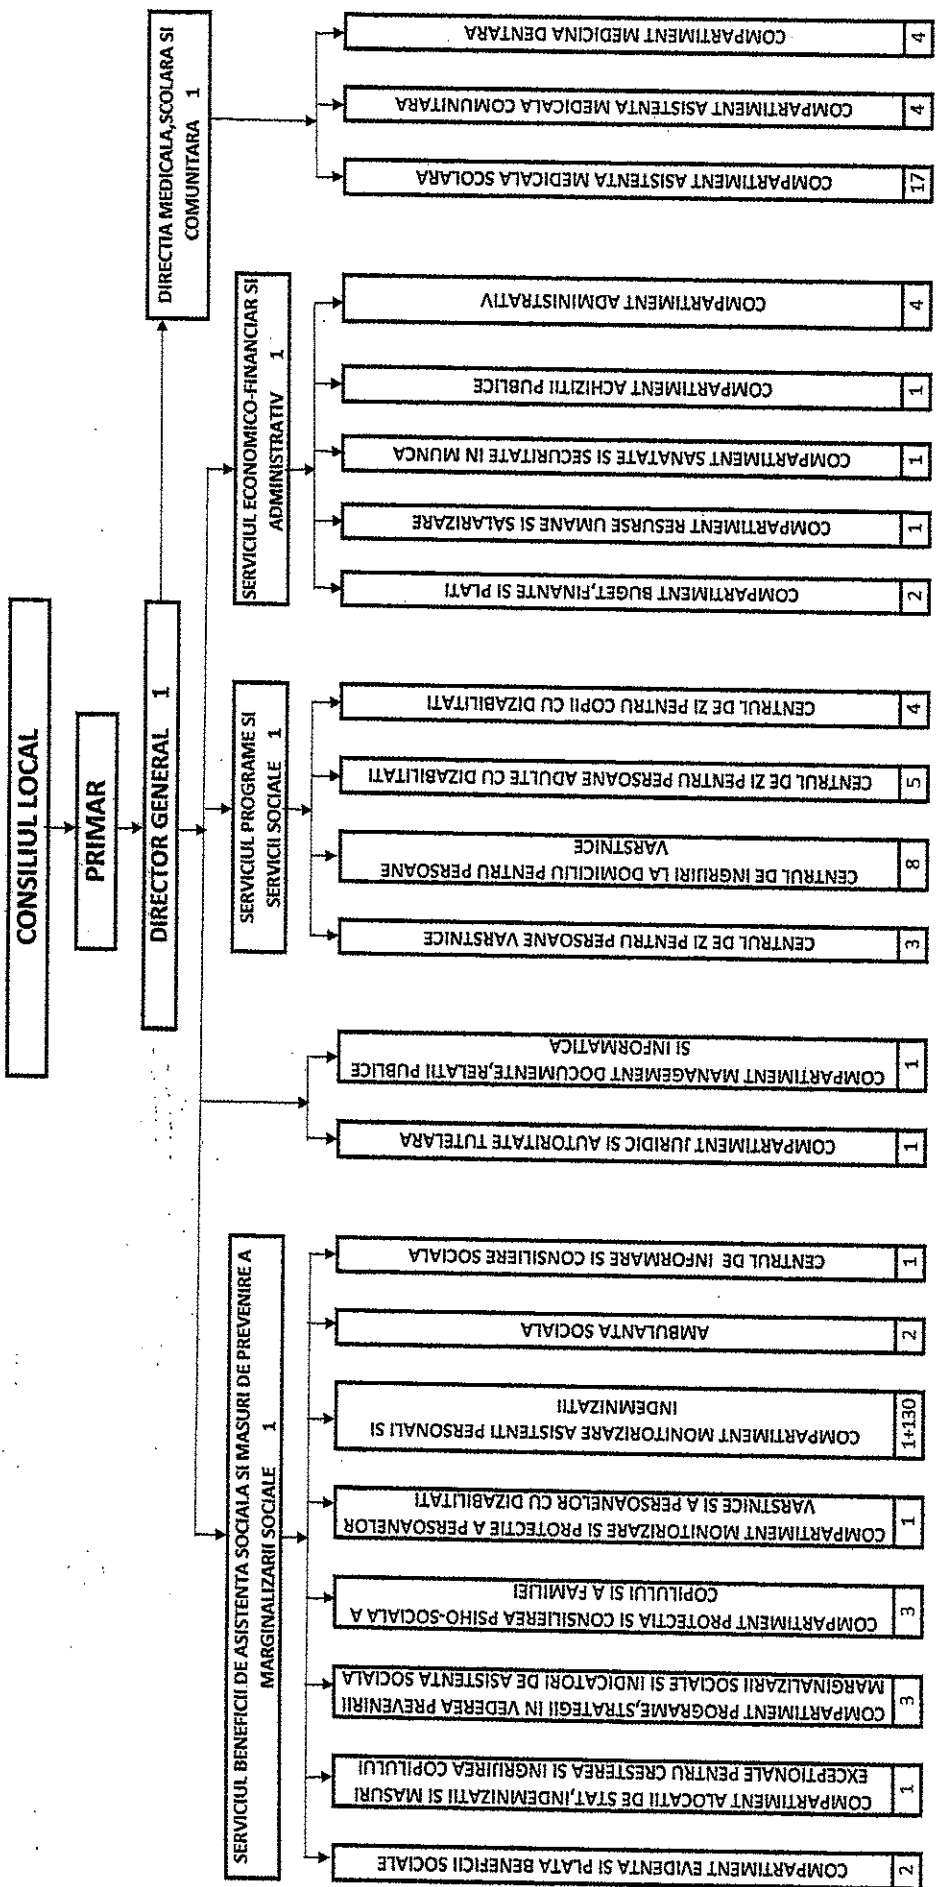 CONSILIUL LOCAL
PRIMAR
DIRECTOR GENERAL 1
SERVICIUL BENEFICII DE ASISTENTA SOCIALA SI MASURI DE PREVENIRE A
MARGINALIZARII SOCIALE 1
SERVICIUL PROGRAME SI
SERVICII SOCIALE 1
SERVICIUL ECONOMICO-FINANCIAR SI
ADMINISTRATIV 1
DIRECTIA MEDICALA,SCOLARA SI
COMUNITARA 1
COMPARTIMENT EVIDENTA SI PLATA BENEFICII SOCIALE
2
COMPARTIMENT ALOCATII DE STAT,INDEMNIZATII SI MASURI
EXCEPTIONALE PENTRU CRESTEREA SI INGRIJIREA COPILULUI
1
COMPARTIMENT PROGRAME,STRATEGII IN VEDEREA PREVENIRII
MARGINALIZARII SOCIALE SI INDICATORI DE ASISTENTA SOCIALA
3
COMPARTIMENT PROTECTIA SI CONSILIEREA PSIHO-SOCIALA A
COPILULUI SI A FAMILIEI
3
COMPARTIMENT MONITORIZARE SI PROTECTIE A PERSOANELOR
VARSTNICE SI A PERSOANELOR CU DIZABILITATI
1
COMPARTIMENT MONITORIZARE ASISTENTI PERSONALI SI
INDEMNIZATII
1+130
AMBULANTA SOCIALA
2
CENTRUL DE INFORMARE SI CONSILIERE SOCIALA
1
COMPARTIMENT JURIDIC SI AUTORITATE TUTELARA
1
COMPARTIMENT MANAGEMENT DOCUMENTE,RELATII PUBLICE
SI INFORMATICA
1
CENTRUL DE ZI PENTRU PERSOANE VARSTNICE
3
CENTRUL DE INGRIJIRI LA DOMICILIU PENTRU PERSOANE
VARSTNICE
8
CENTRUL DE ZI PENTRU PERSOANE ADULTE CU DIZABILITATI
5
CENTRUL DE ZI PENTRU COPII CU DIZABILITATI
4
COMPARTIMENT BUGET,FINANTE SI PLATI
2
COMPARTIMENT RESURSE UMANE SI SALARIZARE
1
COMPARTIMENT SANATATE SI SECURITATE IN MUNCA
1
COMPARTIMENT ACHIZITII PUBLICE
1
COMPARTIMENT ADMINISTRATIV
4
COMPARTIMENT ASISTENTA MEDICALA SCOLARA
17
COMPARTIMENT ASISTENTA MEDICALA COMUNITARA
4
COMPARTIMENT MEDICINA DENTARA
4